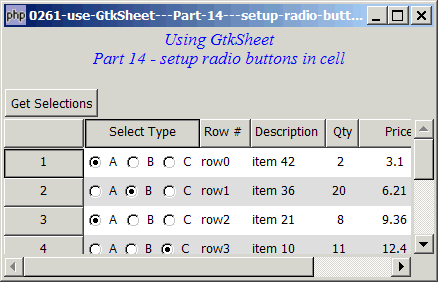 php 0261-use-GtkSheet---Part-14---setup-radio-butt...
Using GtkSheet
Part 14 - setup radio buttons in cell
Get Selections
Select Type Row # Description Qty Price
1 A B C row0 item 42 2 3.1
2 A B C row1 item 36 20 6.21
3 A B C row2 item 21 8 9.36
4 A B C row3 item 10 11 12.4